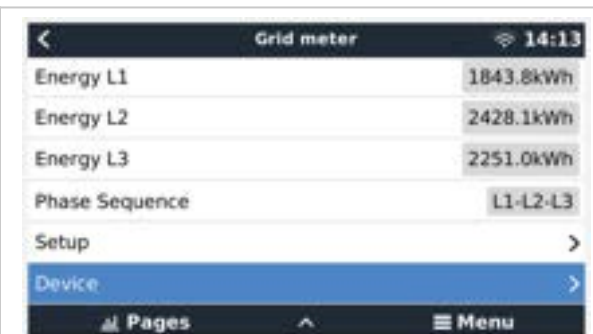 Grid meter 14:13
Energy L1 1843.8kWh
Energy L2 2428.1kWh
Energy L3 2251.0kWh
Phase Sequence L1-L2-L3
Setup
Device
Pages Menu